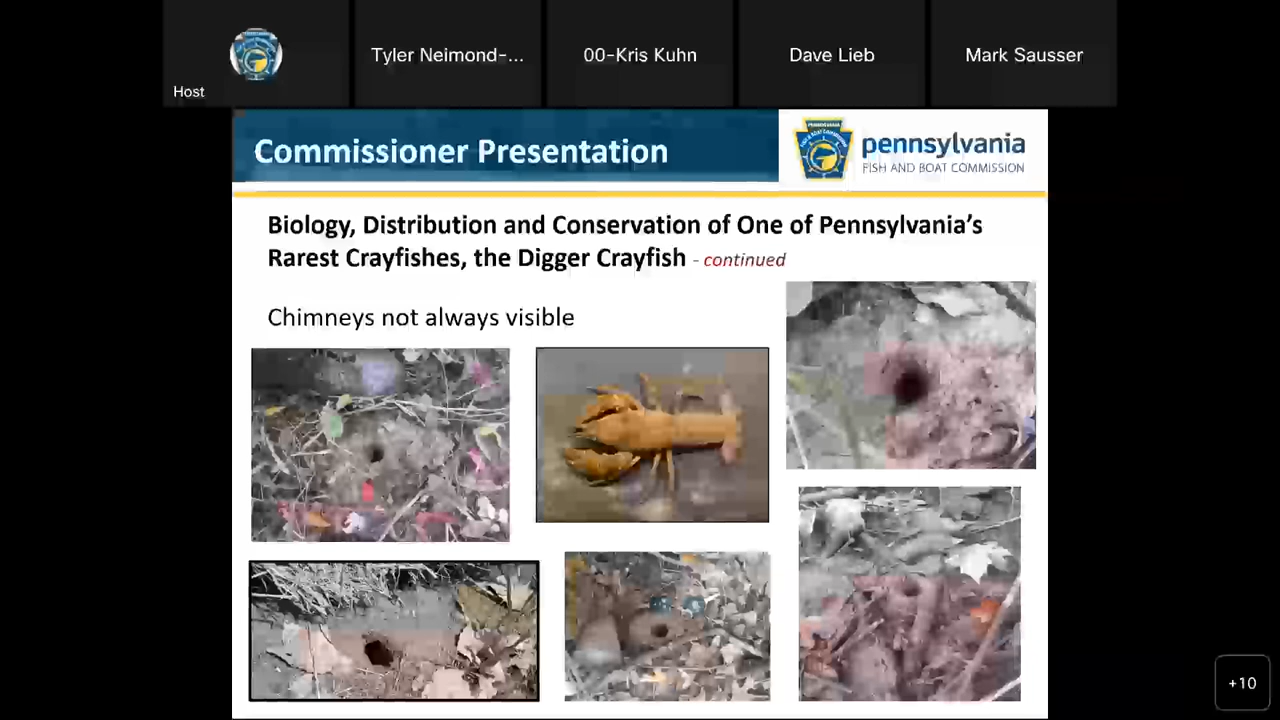 Host
Tyler Neimond-...
00-Kris Kuhn
Dave Lieb
Mark Sausser
Commissioner Presentation
pennsylvania
FISH AND BOAT COMMISSION
Biology, Distribution and Conservation of One of Pennsylvania's
Rarest Crayfishes, the Digger Crayfish - continued
Chimneys not always visible
+10